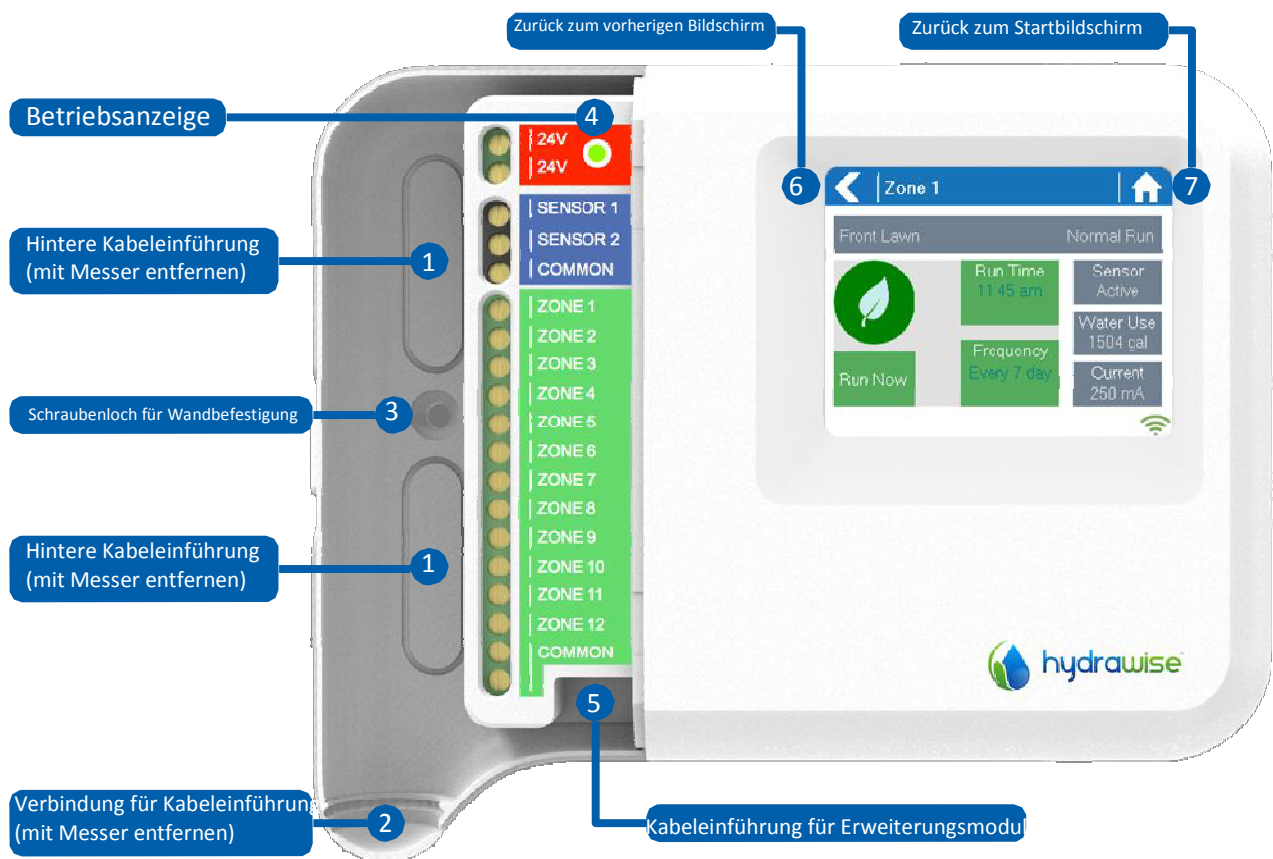 Zurück zum vorherigen Bildschirm
Zurück zum Startbildschirm
Betriebsanzeige
4
24V
24V
6
Zone 1
7
SENSOR 1
SENSOR 2
COMMON
Front Lawn
Normal Run
Hintere Kabeleinführung
(mit Messer entfernen)
1
Run Time
11:45 am
Sensor
Active
ZONE 1
ZONE 2
ZONE 3
ZONE 4
ZONE 5
ZONE 6
ZONE 7
ZONE 8
ZONE 9
ZONE 10
ZONE 11
ZONE 12
COMMON
Water Use
1504 gal
Frequency
Every 7 day
Run Now
Current
250 mA
Schraubenloch für Wandbefestigung
3
Hintere Kabeleinführung
(mit Messer entfernen)
1
hydrawise
5
Verbindung für Kabeleinführung
(mit Messer entfernen)
2
Kabeleinführung für Erweiterungsmodul